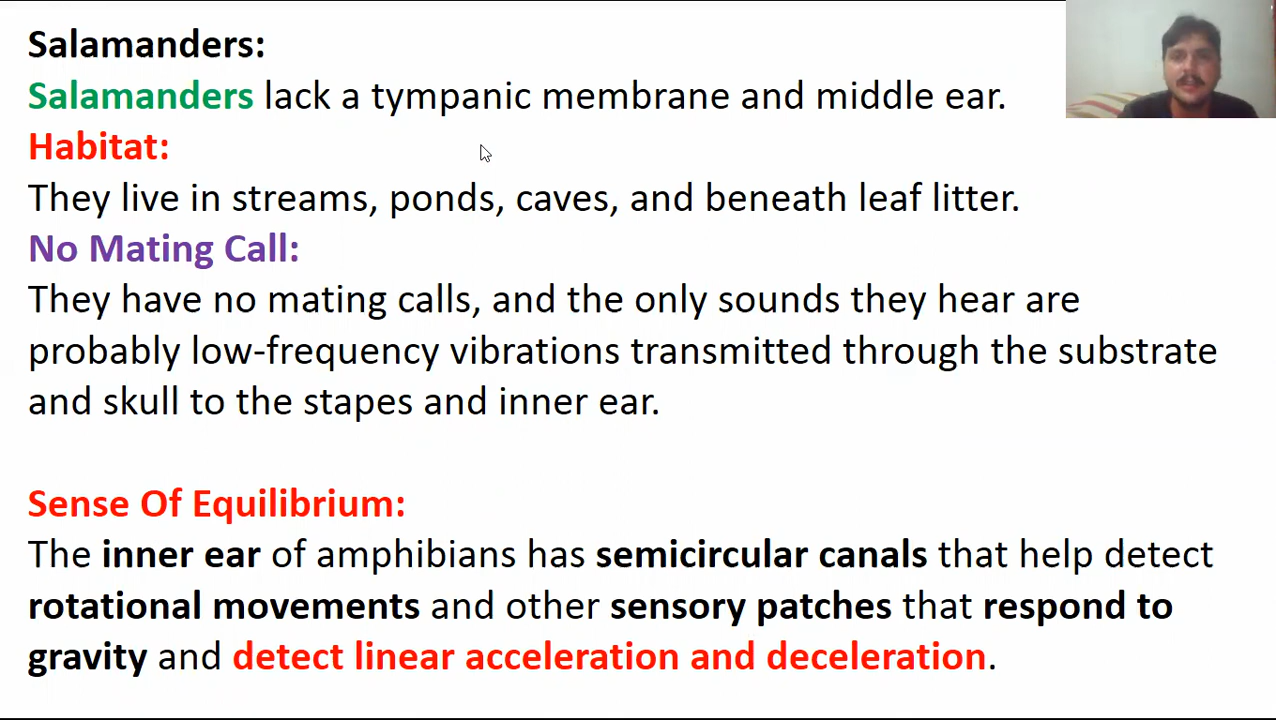 Salamanders:
Salamanders lack a tympanic membrane and middle ear.
Habitat:
They live in streams, ponds, caves, and beneath leaf litter.
No Mating Call:
They have no mating calls, and the only sounds they hear are
probably low-frequency vibrations transmitted through the substrate
and skull to the stapes and inner ear.
Sense Of Equilibrium:
The inner ear of amphibians has semicircular canals that help detect
rotational movements and other sensory patches that respond to
gravity and detect linear acceleration and deceleration.